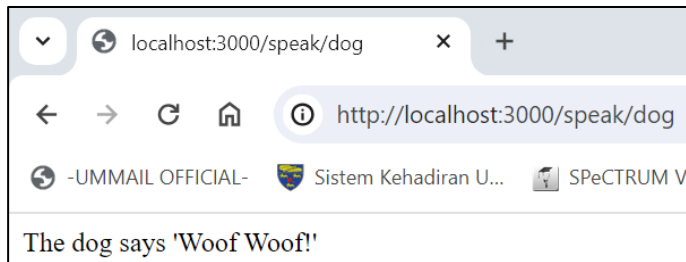 localhost:3000/speak/dog
http://localhost:3000/speak/dog
-UMMAIL OFFICIAL- Sistem Kehadiran U... SPeCTRUM V
The dog says 'Woof Woof!'